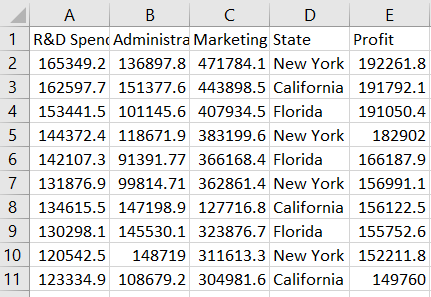 A B C D E
1 R&D Spend Administra Marketing State Profit
2 165349.2 136897.8 471784.1 New York 192261.8
3 162597.7 151377.6 443898.5 California 191792.1
4 153441.5 101145.6 407934.5 Florida 191050.4
5 144372.4 118671.9 383199.6 New York 182902
6 142107.3 91391.77 366168.4 Florida 166187.9
7 131876.9 99814.71 362861.4 New York 156991.1
8 134615.5 147198.9 127716.8 California 156122.5
9 130298.1 145530.1 323876.7 Florida 155752.6
10 120542.5 148719 311613.3 New York 152211.8
11 123334.9 108679.2 304981.6 California 149760